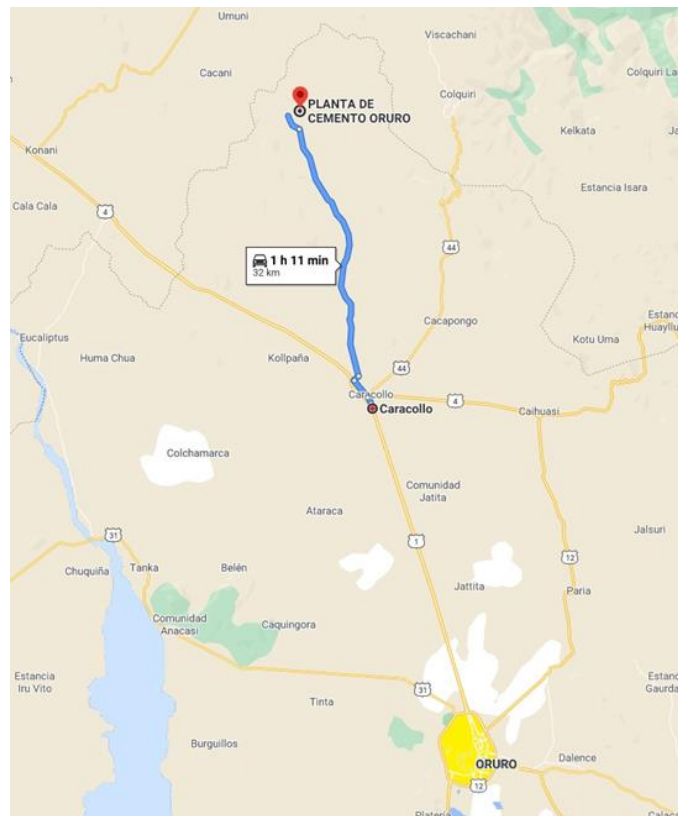 Umuni
Viscachani
Cacani
Colquiri
PLANTA DE
CEMENTO ORURO
Kelkata
Konani
Estancia Isara
Cala Cala
4
44
1 h 11 min
32 km
Cacapongo
Eucaliptus
Huma Chua
Kollpaña
Kotu Uma
44
Caracollo
Caracollo
4
Caihuasi
Colchamarca
Comunidad
Jatita
Ataraca
31
1
Jalsuri
12
Chuquiña
Tanka
Belén
Jattita
Paria
Comunidad
Anacasi
Caquingora
Estancia
Iru Vito
31
Tinta
Burguillos
ORURO
Dalence
12